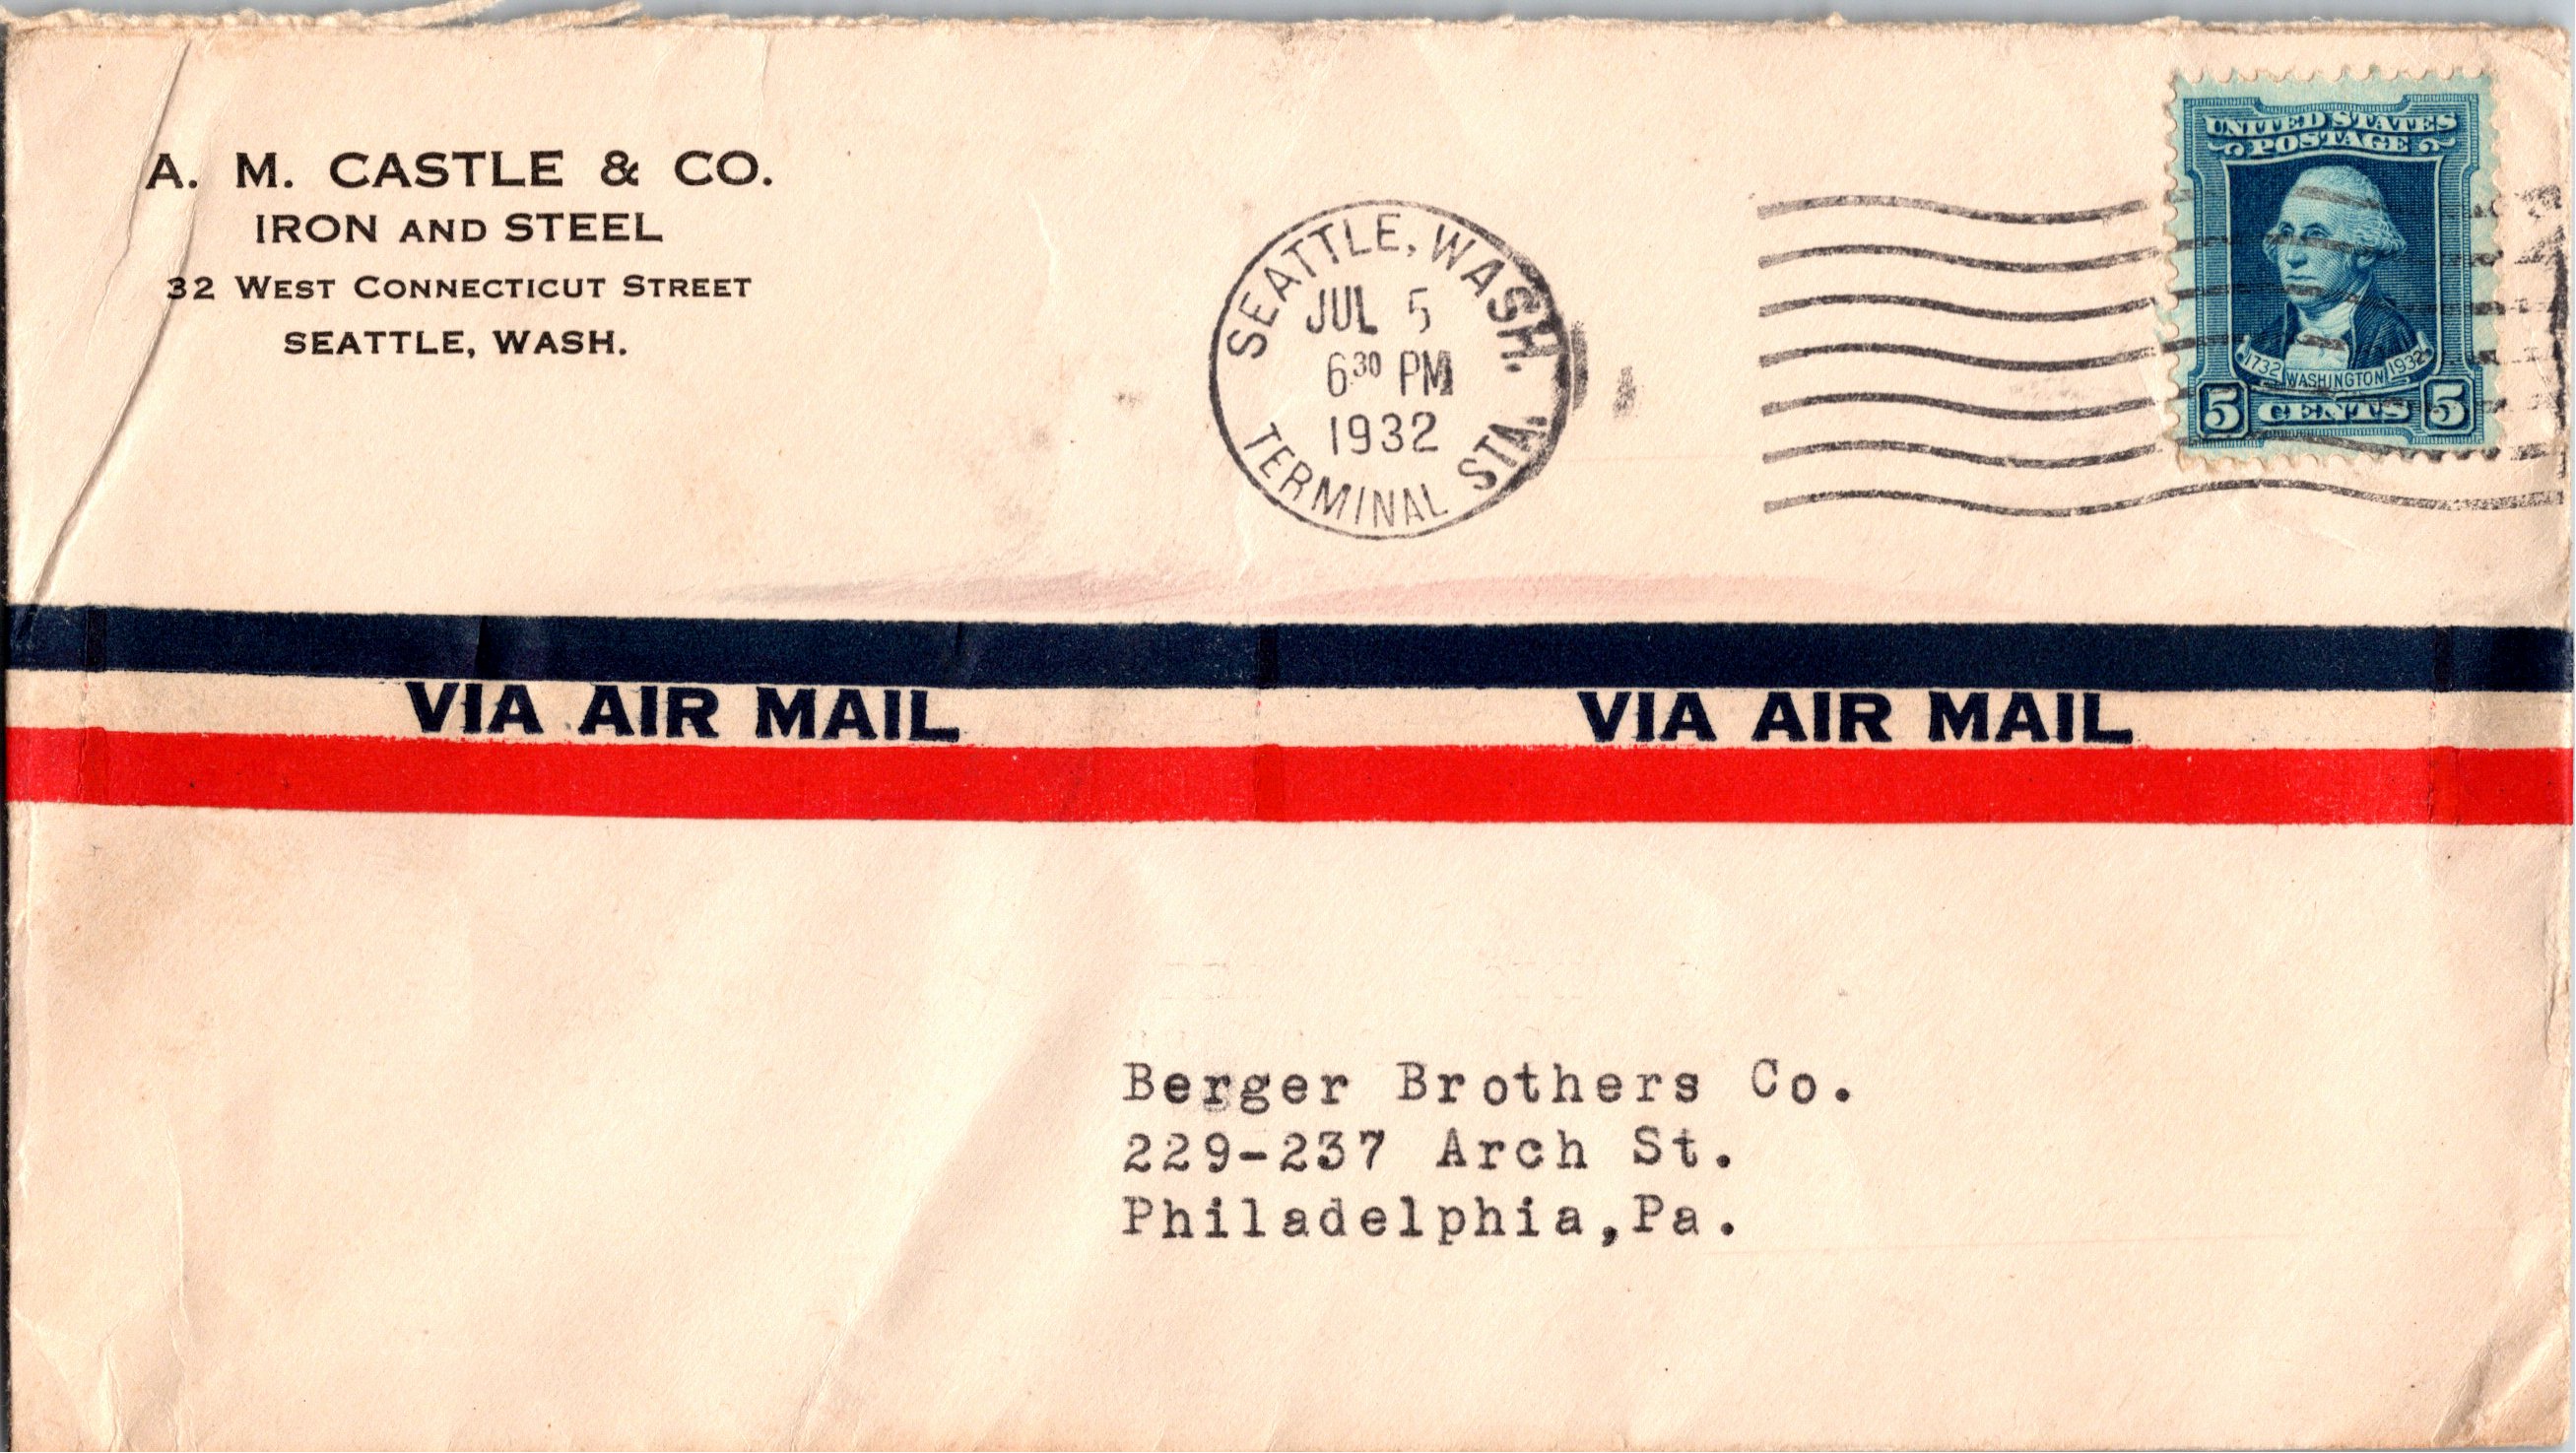 A. M. CASTLE & CO.
IRON AND STEEL
32 WEST CONNECTICUT STREET
SEATTLE, WASH.
SEATTLE, WASH.
JUL 5
6³⁰ PM
1932
TERMINAL STA.
UNITED STATES
POSTAGE
1732 WASHINGTON 1932
5 CENTS 5
VIA AIR MAIL VIA AIR MAIL
Berger Brothers Co.
229-237 Arch St.
Philadelphia,Pa.